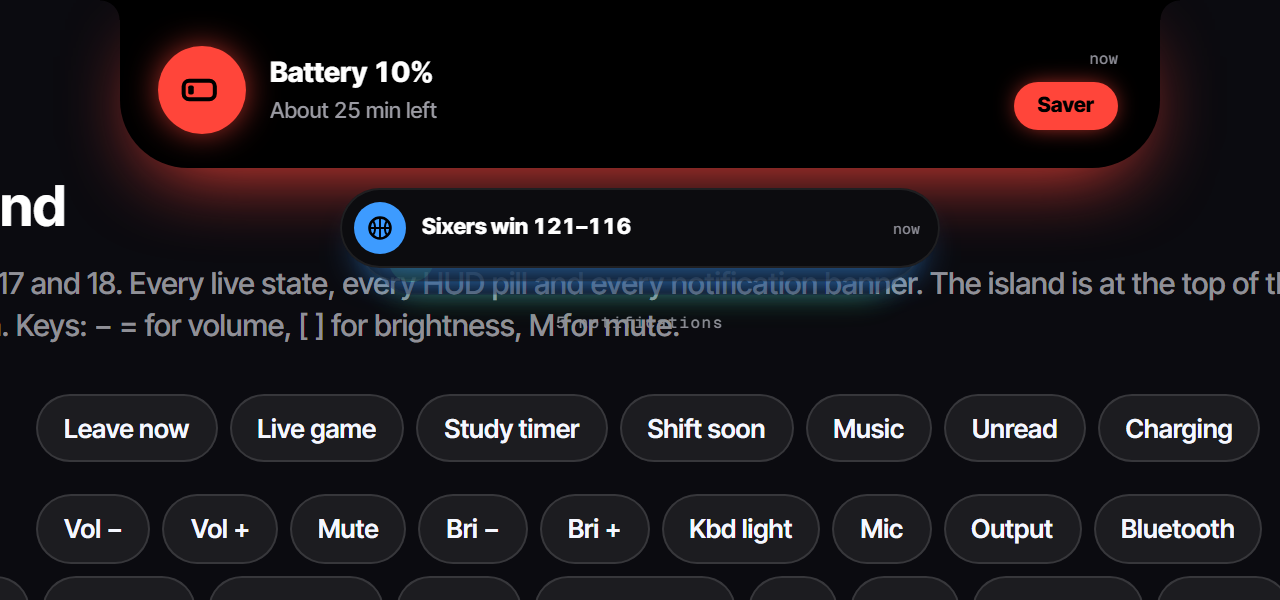 Battery 10%
About 25 min left
now
Saver
nd
Sixers win 121–116
now
17 and 18. Every live state, every HUD pill and every notification banner. The island is at the top of th
. Keys: – = for volume, [ ] for brightness, M for mute.
5 notifications
Leave now
Live game
Study timer
Shift soon
Music
Unread
Charging
Vol –
Vol +
Mute
Bri –
Bri +
Kbd light
Mic
Output
Bluetooth